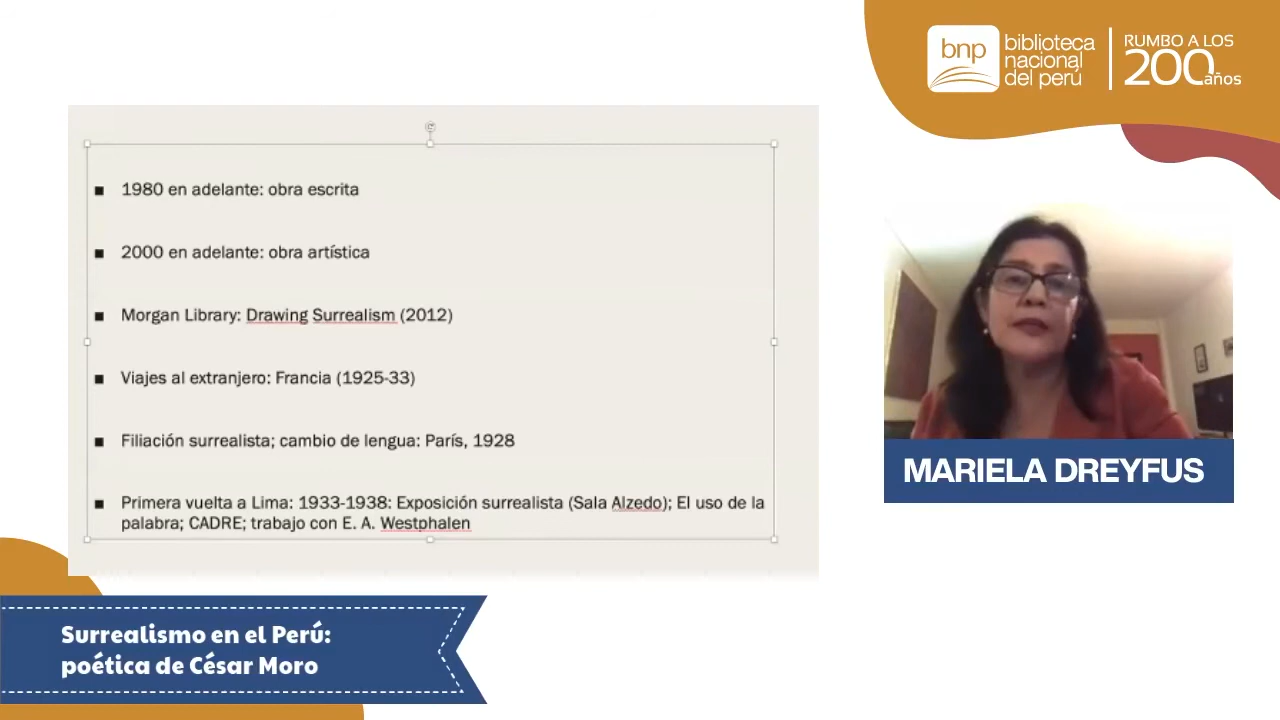 bnp
biblioteca
nacional
del perú
RUMBO A LOS
200 años
1980 en adelante: obra escrita
2000 en adelante: obra artística
Morgan Library: Drawing Surrealism (2012)
Viajes al extranjero: Francia (1925-33)
Filiación surrealista; cambio de lengua: París, 1928
Primera vuelta a Lima: 1933-1938: Exposición surrealista (Sala Alzedo); El uso de la
palabra; CADRE; trabajo con E. A. Westphalen
MARIELA DREYFUS
Surrealismo en el Perú:
poética de César Moro